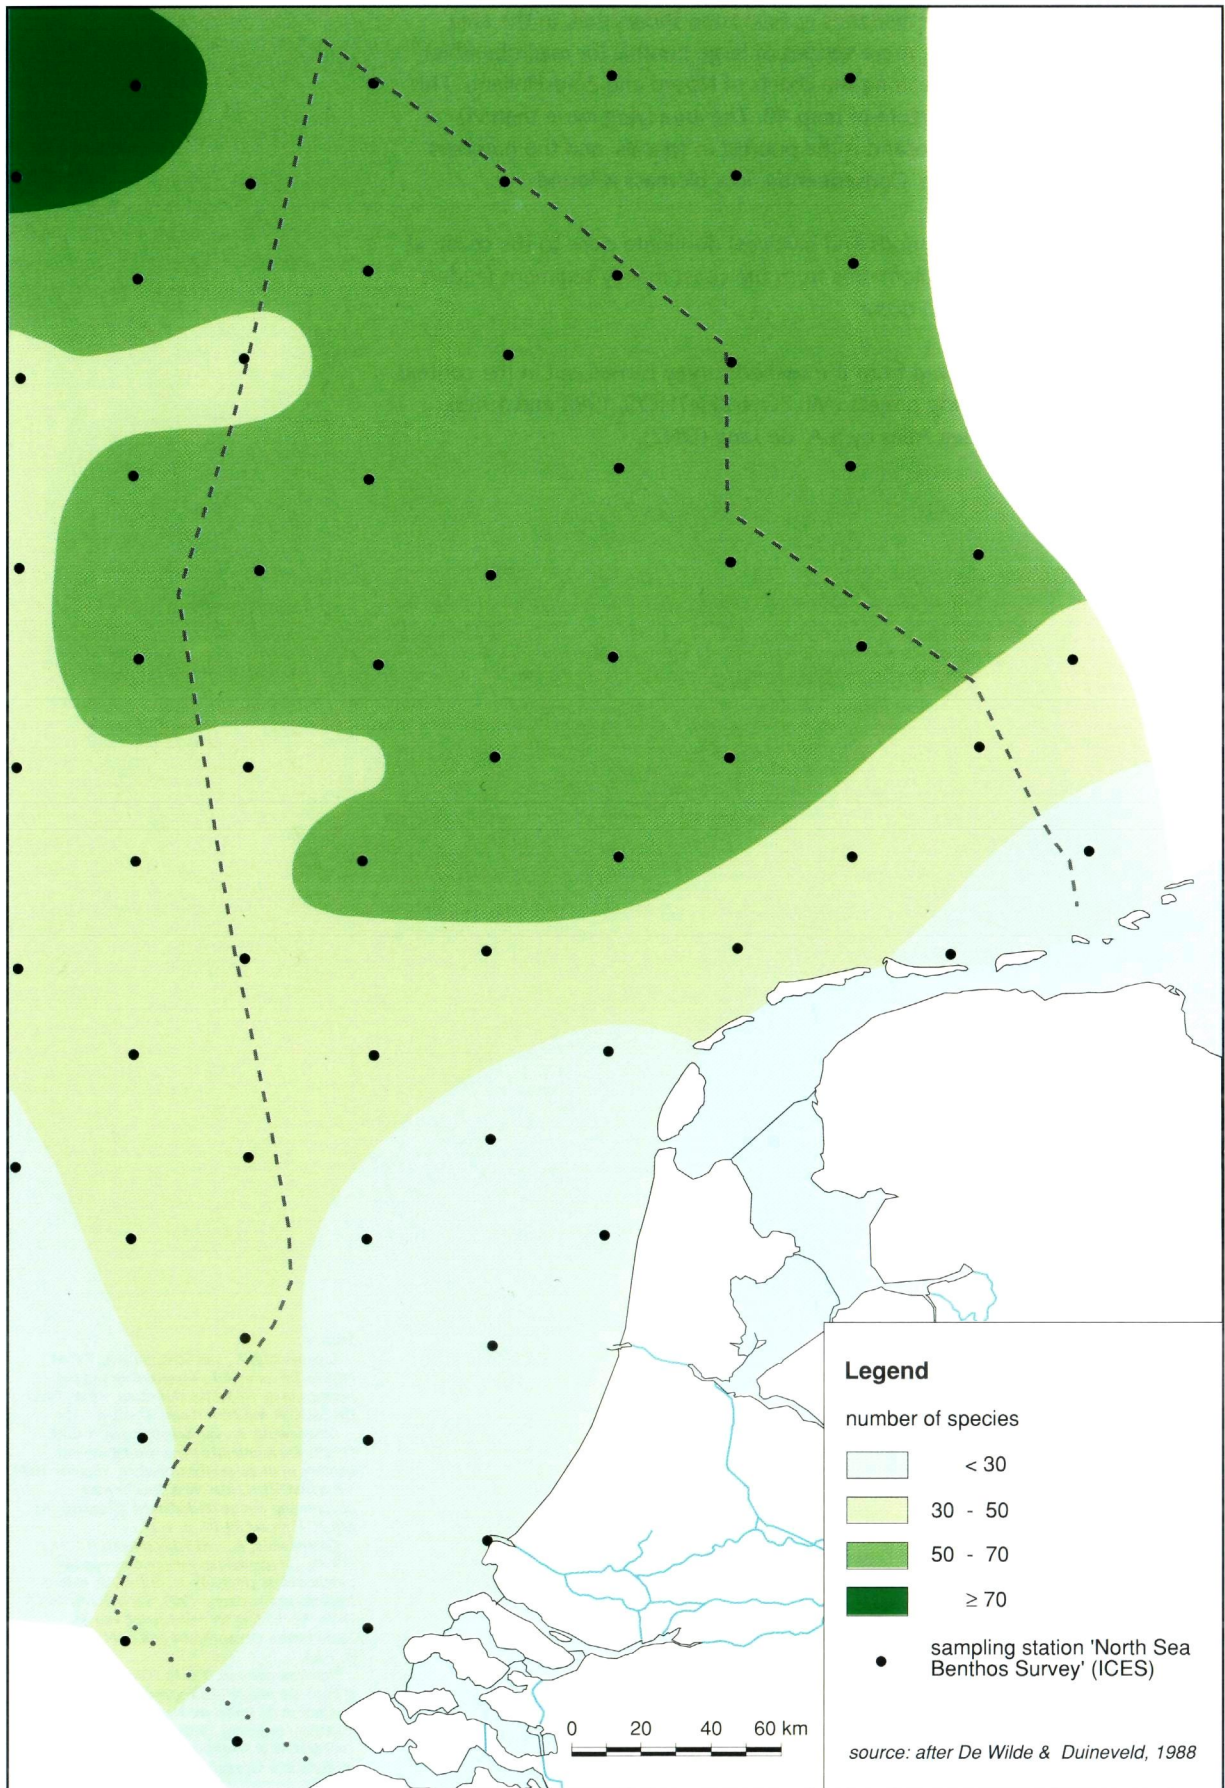 Legend
number of species
< 30
30 - 50
50 - 70
≥ 70
sampling station 'North Sea
Benthos Survey' (ICES)
0 20 40 60 km
source: after De Wilde & Duineveld, 1988